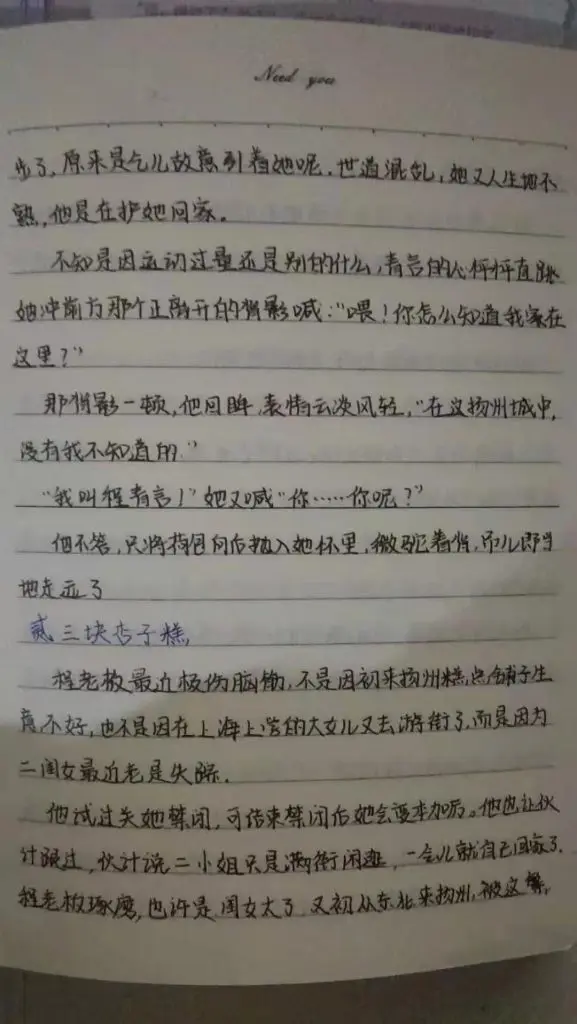 Need you
步了，原来是乞儿故意引着她呢，世道混乱，她又人生地不
熟，他是在护她回家。
不知是因运动过量还是别的什么，青言的心怦怦直跳
她冲前方那个正离开的背影喊："喂！你怎么知道我家在
这里？"
那背影一顿，他回眸，表情云淡风轻，"在这扬州城中，
没有我不知道的"
"我叫程青言！"她又喊"你……你呢？"
他不答，只将荷包向后抛入她怀里，微驼着背，吊儿郎当
地走远了
贰 三块杏子糕，
程老板最近极伤脑筋，不是因初来扬州糕点铺子生
意不好，也不是因在上海上学的大女儿又去游街了，而是因为
二闺女最近老是失踪.
他试过关她禁闭，可结束禁闭后她会变本加厉。他也让伙
计跟过，伙计说二小姐只是满街闲逛，一会儿就自己回家了.
程老板琢磨，也许是闺女大了，又初从东北来扬州，被这繁，